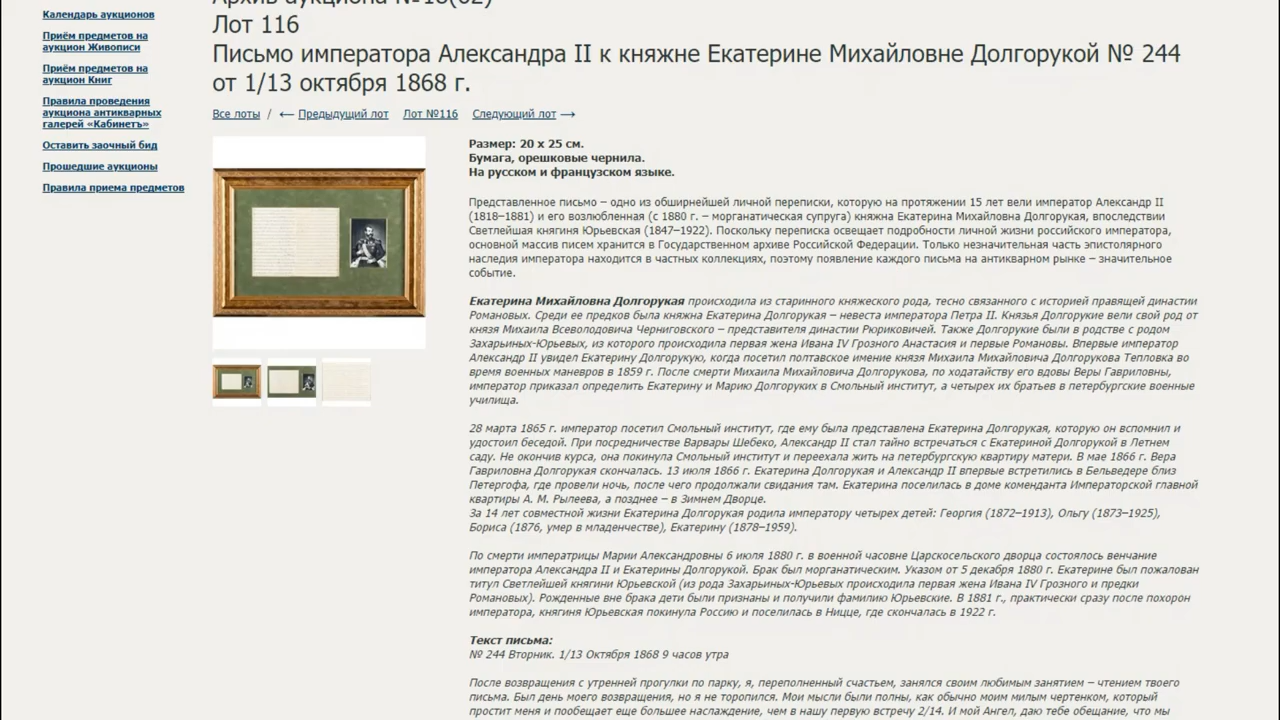 Календарь аукционов
Приём предметов на
аукцион Живописи
Приём предметов на
аукцион Книг
Правила проведения
аукциона антикварных
галерей «Кабинетъ»
Оставить заочный бид
Прошедшие аукционы
Правила приема предметов
Архив аукциона №18(62)
Лот 116
Письмо императора Александра II к княжне Екатерине Михайловне Долгорукой № 244
от 1/13 октября 1868 г.
Все лоты / ⟵ Предыдущий лот Лот №116 Следующий лот ⟶
Размер: 20 х 25 см.
Бумага, орешковые чернила.
На русском и французском языке.
Представленное письмо – одно из обширнейшей личной переписки, которую на протяжении 15 лет вели император Александр II
(1818–1881) и его возлюбленная (с 1880 г. – морганатическая супруга) княжна Екатерина Михайловна Долгорукая, впоследствии
Светлейшая княгиня Юрьевская (1847–1922). Поскольку переписка освещает подробности личной жизни российского императора,
основной массив писем хранится в Государственном архиве Российской Федерации. Только незначительная часть эпистолярного
наследия императора находится в частных коллекциях, поэтому появление каждого письма на антикварном рынке – значительное
событие.
Екатерина Михайловна Долгорукая происходила из старинного княжеского рода, тесно связанного с историей правящей династии
Романовых. Среди ее предков была княжна Екатерина Долгорукая – невеста императора Петра II. Князья Долгорукие вели свой род от
князя Михаила Всеволодовича Черниговского – представителя династии Рюриковичей. Также Долгорукие были в родстве с родом
Захарьиных-Юрьевых, из которого происходила первая жена Ивана IV Грозного Анастасия и первые Романовы. Впервые император
Александр II увидел Екатерину Долгорукую, когда посетил полтавское имение князя Михаила Михайловича Долгорукова Тепловка во
время военных маневров в 1859 г. После смерти Михаила Михайловича Долгорукова, по ходатайству его вдовы Веры Гавриловны,
император приказал определить Екатерину и Марию Долгоруких в Смольный институт, а четырех их братьев в петербургские военные
училища.
28 марта 1865 г. император посетил Смольный институт, где ему была представлена Екатерина Долгорукая, которую он вспомнил и
удостоил беседой. При посредничестве Варвары Шебеко, Александр II стал тайно встречаться с Екатериной Долгорукой в Летнем
саду. Не окончив курса, она покинула Смольный институт и переехала жить на петербургскую квартиру матери. В мае 1866 г. Вера
Гавриловна Долгорукая скончалась. 13 июля 1866 г. Екатерина Долгорукая и Александр II впервые встретились в Бельведере близ
Петергофа, где провели ночь, после чего продолжали свидания там. Екатерина поселилась в доме коменданта Императорской главной
квартиры А. М. Рылеева, а позднее – в Зимнем Дворце.
За 14 лет совместной жизни Екатерина Долгорукая родила императору четырех детей: Георгия (1872–1913), Ольгу (1873–1925),
Бориса (1876, умер в младенчестве), Екатерину (1878–1959).
По смерти императрицы Марии Александровны 6 июля 1880 г. в военной часовне Царскосельского дворца состоялось венчание
императора Александра II и Екатерины Долгорукой. Брак был морганатическим. Указом от 5 декабря 1880 г. Екатерине был пожалован
титул Светлейшей княгини Юрьевской (из рода Захарьиных-Юрьевых происходила первая жена Ивана IV Грозного и предки
Романовых). Рожденные вне брака дети были признаны и получили фамилию Юрьевские. В 1881 г., практически сразу после похорон
императора, княгиня Юрьевская покинула Россию и поселилась в Ницце, где скончалась в 1922 г.
Текст письма:
№ 244 Вторник. 1/13 Октября 1868 9 часов утра
После возвращения с утренней прогулки по парку, я, переполненный счастьем, занялся своим любимым занятием – чтением твоего
письма. Был день моего возвращения, но я не торопился. Мои мысли были полны, как обычно моим милым чертенком, который
простит меня и пообещает еще большее наслаждение, чем в нашу первую встречу 2/14. И мой Ангел, даю тебе обещание, что мы